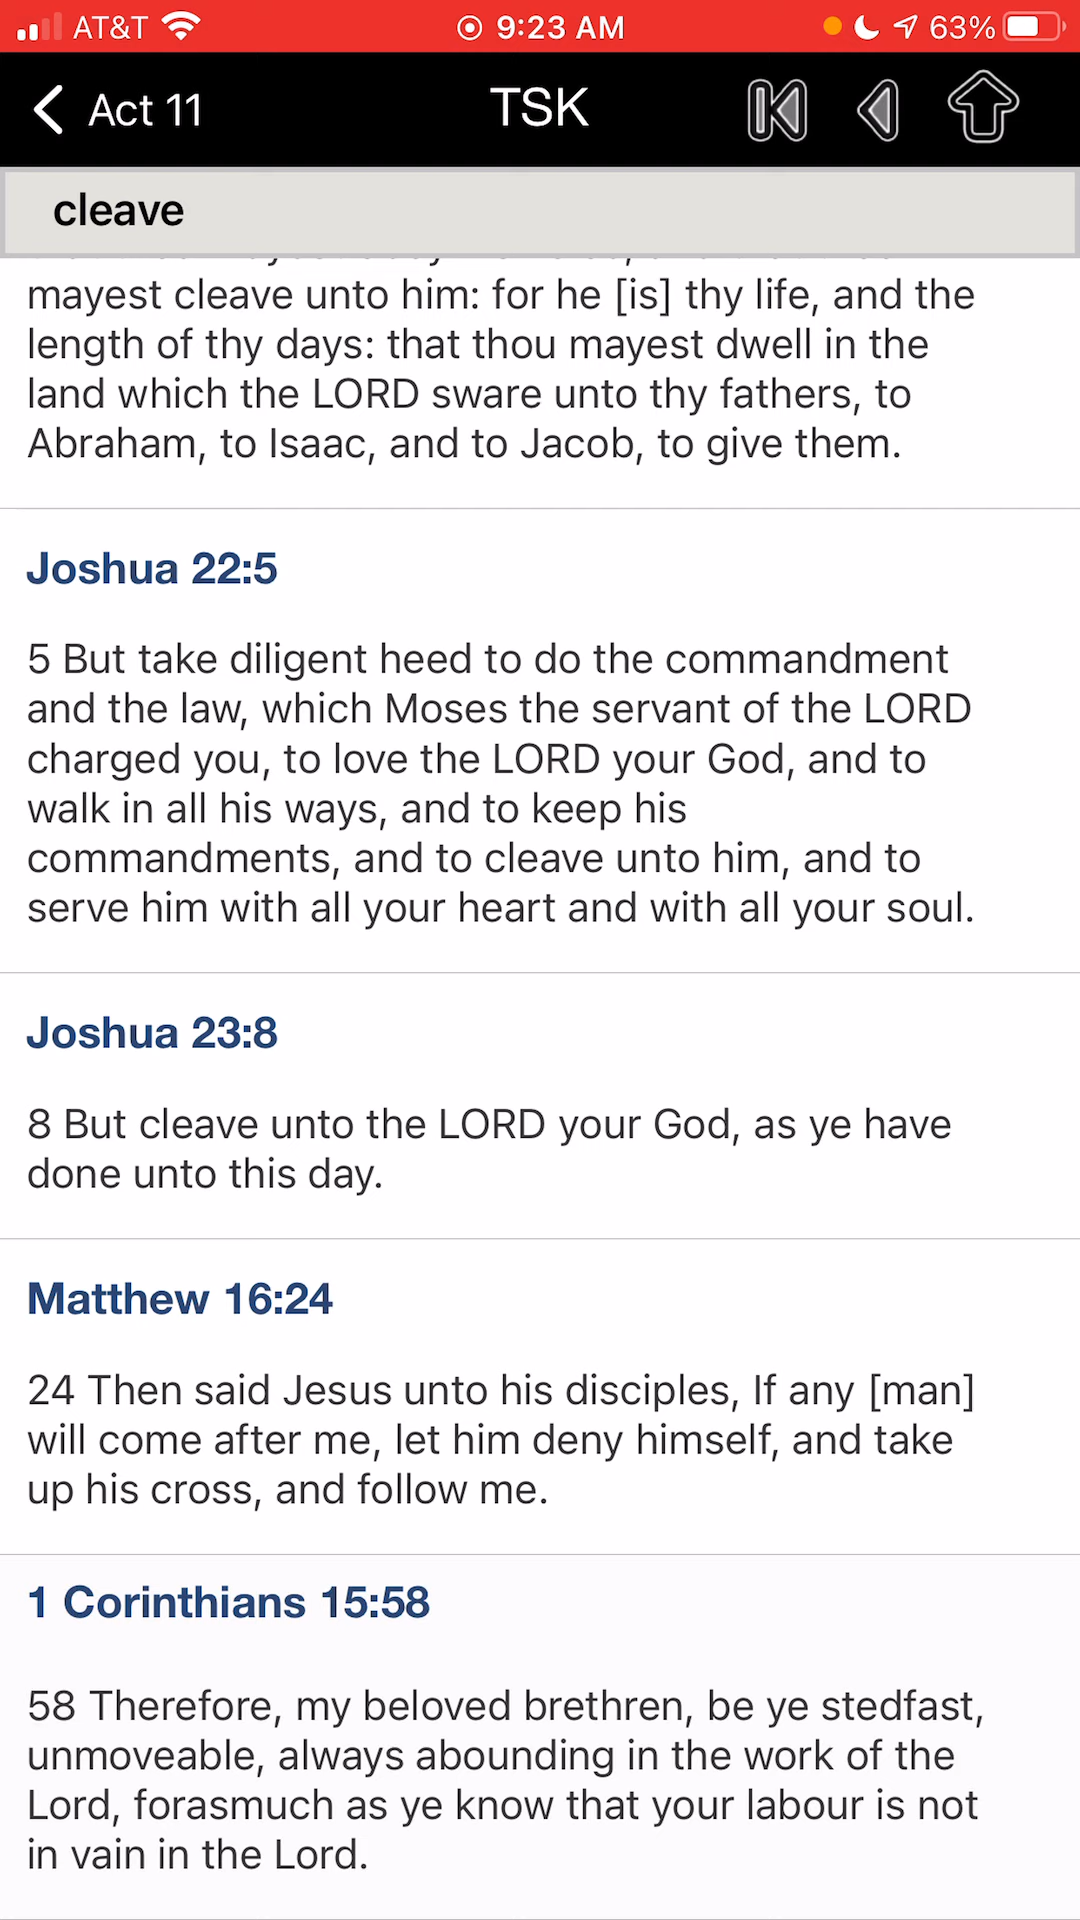 AT&T 9:23 AM 63%
Act 11 TSK
cleave
mayest cleave unto him: for he [is] thy life, and the
length of thy days: that thou mayest dwell in the
land which the LORD sware unto thy fathers, to
Abraham, to Isaac, and to Jacob, to give them.
Joshua 22:5
5 But take diligent heed to do the commandment
and the law, which Moses the servant of the LORD
charged you, to love the LORD your God, and to
walk in all his ways, and to keep his
commandments, and to cleave unto him, and to
serve him with all your heart and with all your soul.
Joshua 23:8
8 But cleave unto the LORD your God, as ye have
done unto this day.
Matthew 16:24
24 Then said Jesus unto his disciples, If any [man]
will come after me, let him deny himself, and take
up his cross, and follow me.
1 Corinthians 15:58
58 Therefore, my beloved brethren, be ye stedfast,
unmoveable, always abounding in the work of the
Lord, forasmuch as ye know that your labour is not
in vain in the Lord.